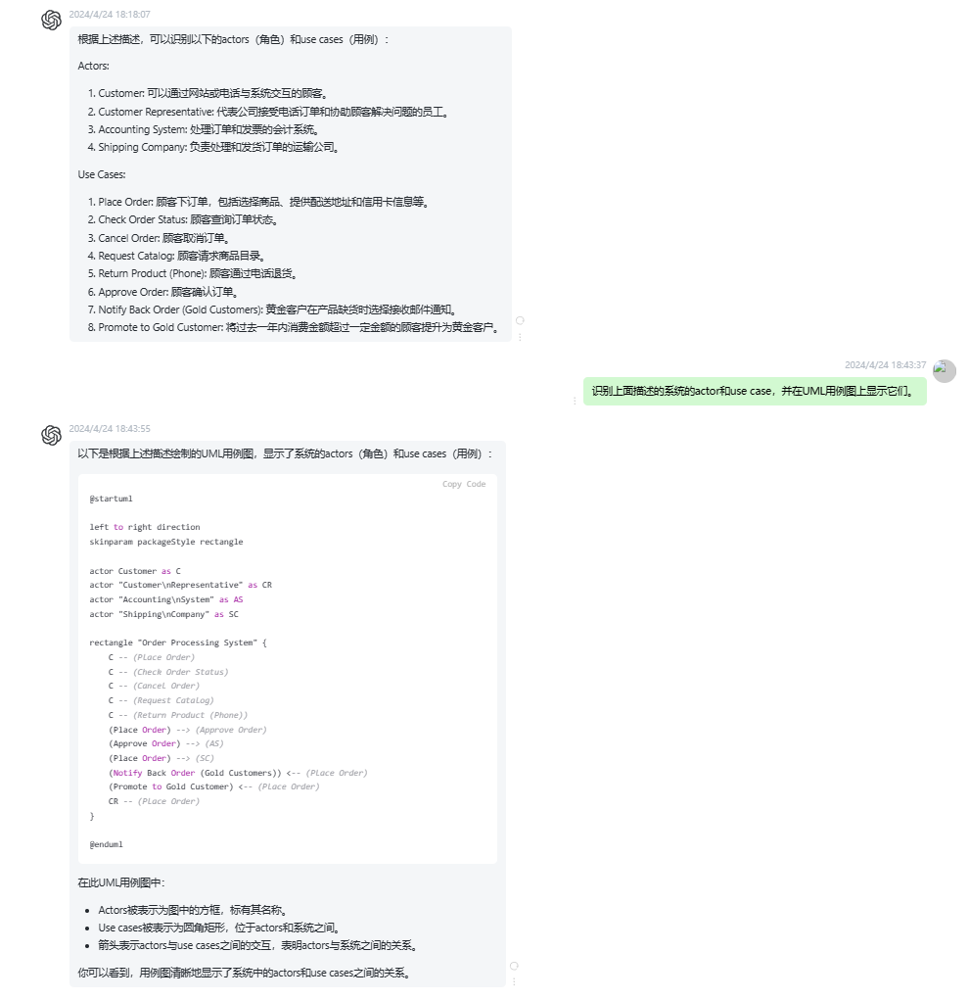 2024/4/24 18:18:07
根据上述描述，可以识别以下的actors（角色）和use cases（用例）:
Actors:
1. Customer: 可以通过网站或电话与系统交互的顾客。
2. Customer Representative: 代表公司接受电话订单和协助顾客解决问题的员工。
3. Accounting System: 处理订单和发票的会计系统。
4. Shipping Company: 负责处理和发货订单的运输公司。
Use Cases:
1. Place Order: 顾客下订单，包括选择商品、提供配送地址和信用卡信息等。
2. Check Order Status: 顾客查询订单状态。
3. Cancel Order: 顾客取消订单。
4. Request Catalog: 顾客请求商品目录。
5. Return Product (Phone): 顾客通过电话退货。
6. Approve Order: 顾客确认订单。
7. Notify Back Order (Gold Customers): 黄金客户在产品缺货时选择接收邮件通知。
8. Promote to Gold Customer: 将过去一年内消费金额超过一定金额的顾客提升为黄金客户。
2024/4/24 18:43:37
识别上面描述的系统的actor和use case，并在UML用例图上显示它们。
2024/4/24 18:43:55
以下是根据上述描述绘制的UML用例图，显示了系统的actors（角色）和use cases（用例）:
Copy Code
@startuml
left to right direction
skinparam packageStyle rectangle
actor Customer as C
actor "Customer\nRepresentative" as CR
actor "Accounting\nSystem" as AS
actor "Shipping\nCompany" as SC
rectangle "Order Processing System" {
C -- (Place Order)
C -- (Check Order Status)
C -- (Cancel Order)
C -- (Request Catalog)
C -- (Return Product (Phone))
(Place Order) --> (Approve Order)
(Approve Order) --> (AS)
(Place Order) --> (SC)
(Notify Back Order (Gold Customers)) <-- (Place Order)
(Promote to Gold Customer) <-- (Place Order)
CR -- (Place Order)
}
@enduml
在此UML用例图中:
• Actors被表示为图中的方框，标有其名称。
• Use cases被表示为圆角矩形，位于actors和系统之间。
• 箭头表示actors与use cases之间的交互，表明actors与系统之间的关系。
你可以看到，用例图清晰地显示了系统中的actors和use cases之间的关系。